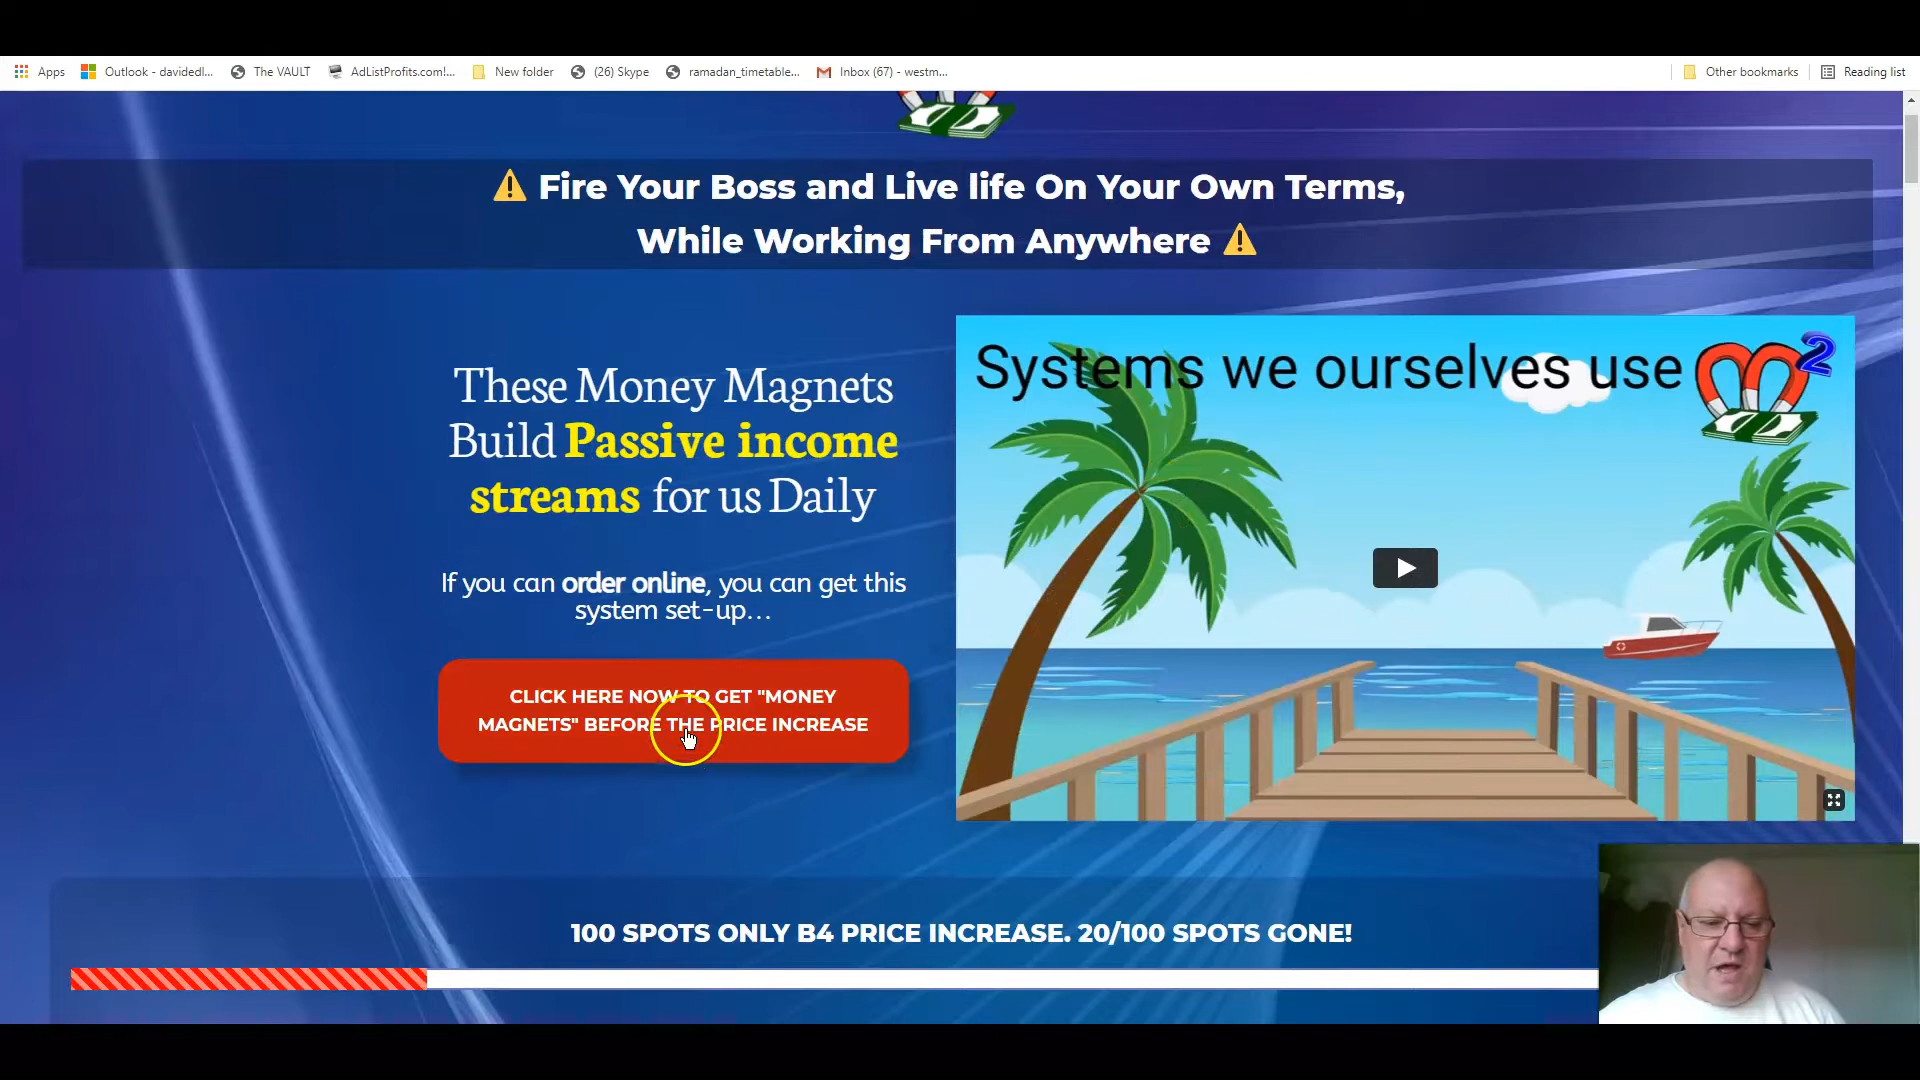 Apps Outlook - davidedl... The VAULT AdListProfits.com!... New folder (26) Skype ramadan_timetable... Inbox (67) - westm... Other bookmarks Reading list
⚠ Fire Your Boss and Live life On Your Own Terms,
While Working From Anywhere ⚠
These Money Magnets
Build Passive income
streams for us Daily
If you can order online, you can get this
system set-up...
CLICK HERE NOW TO GET "MONEY
MAGNETS" BEFORE THE PRICE INCREASE
Systems we ourselves use
2
100 SPOTS ONLY B4 PRICE INCREASE. 20/100 SPOTS GONE!